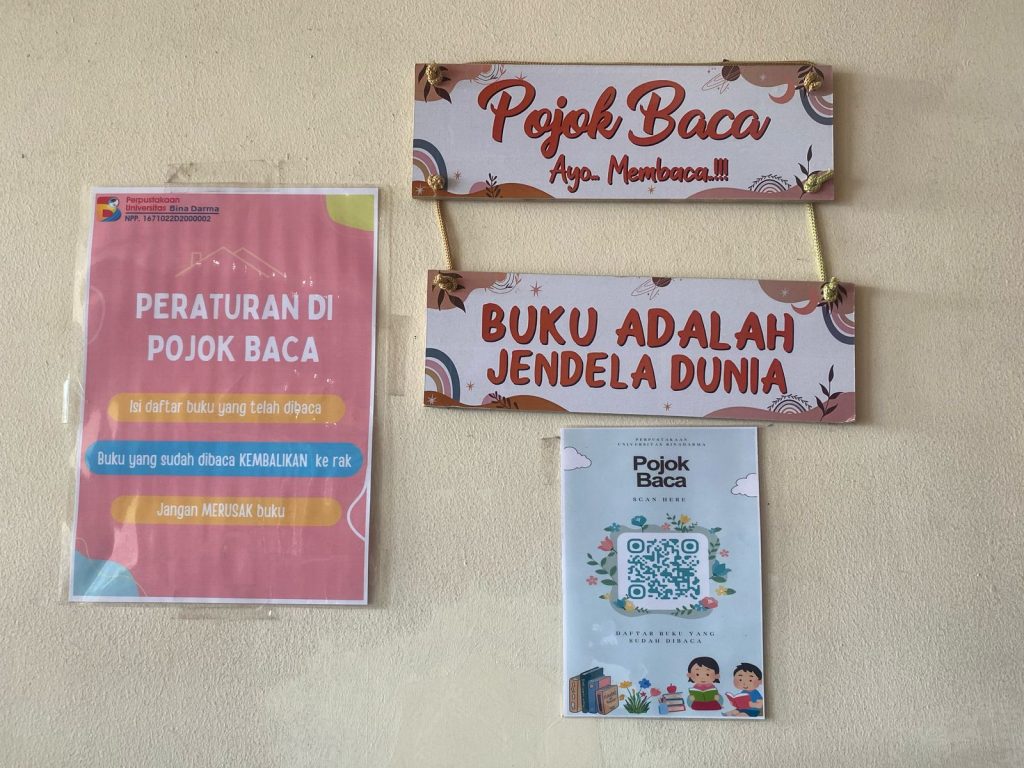 Perpustakaan
Universitas Bina Darma
NPP. 1671022D2000002
PERATURAN DI
POJOK BACA
Isi daftar buku yang telah dibaca
Buku yang sudah dibaca KEMBALIKAN ke rak
Jangan MERUSAK buku
Pojok Baca
Ayo.. Membaca..!!!
BUKU ADALAH
JENDELA DUNIA
PERPUSTAKAAN
UNIVERSITAS BINADARMA
Pojok
Baca
SCAN HERE
DAFTAR BUKU YANG
SUDAH DIBACA